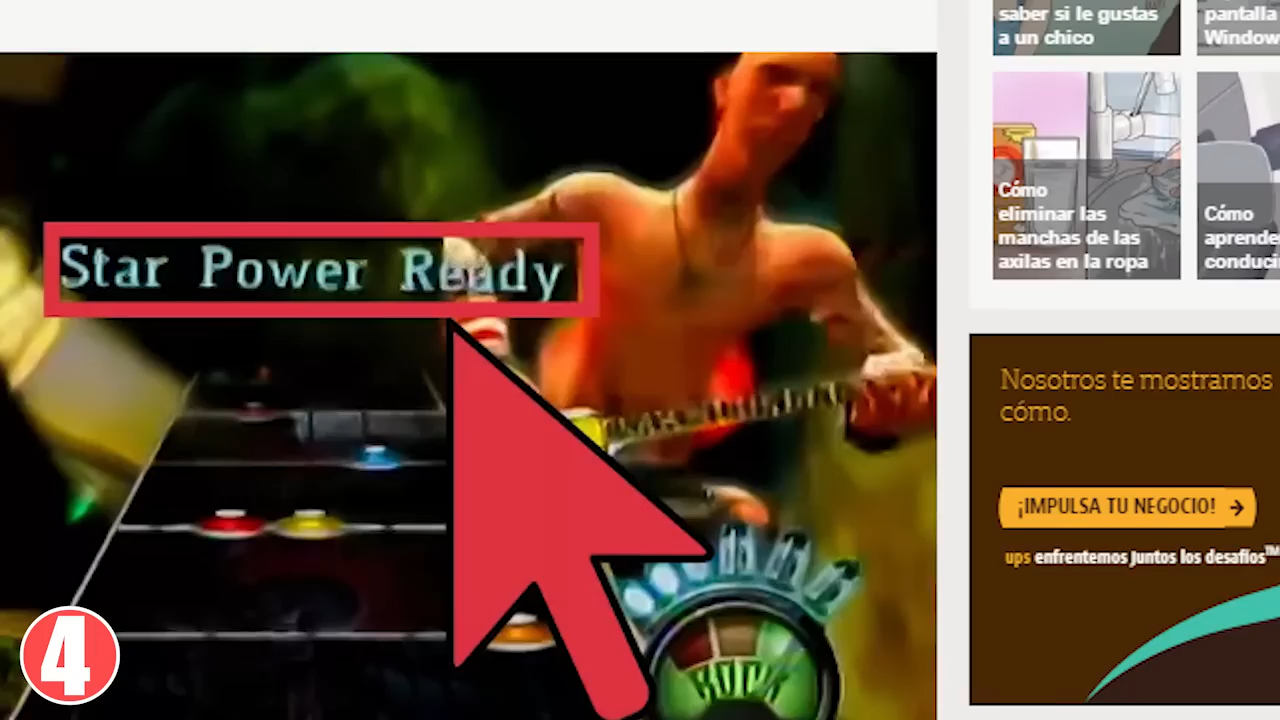 saber si le gustas
a un chico
pantalla
Window
Star Power Ready
Cómo
eliminar las
manchas de las
axilas en la ropa
Cómo
aprende
conduci
Nosotros te mostramos
cómo.
¡IMPULSA TU NEGOCIO!
ups enfrentemos juntos los desafíos™
ROCK
4